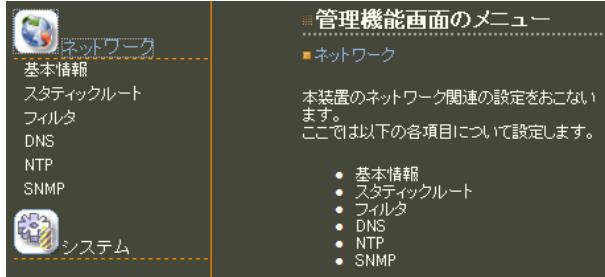 ネットワーク
基本情報
スタティックルート
フィルタ
DNS
NTP
SNMP
システム
管理機能画面のメニュー
ネットワーク
本装置のネットワーク関連の設定をおこない
ます。
ここでは以下の各項目について設定します。
基本情報
スタティックルート
フィルタ
DNS
NTP
SNMP